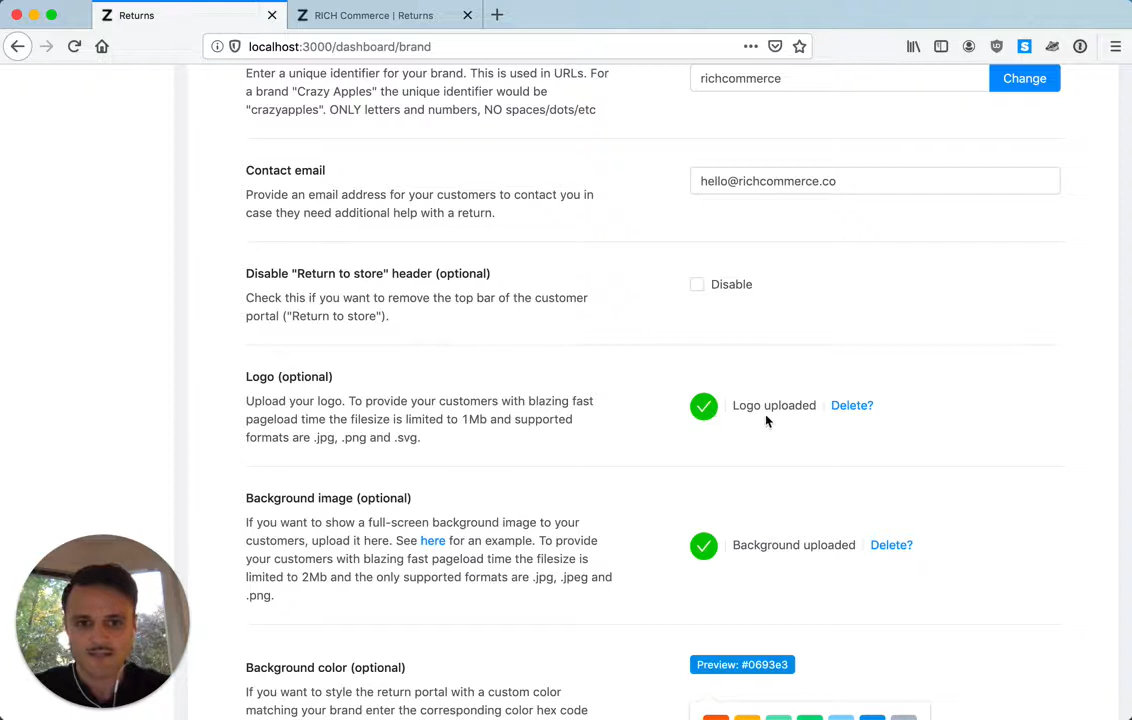 Z Returns
Z RICH Commerce | Returns
localhost:3000/dashboard/brand
Enter a unique identifier for your brand. This is used in URLs. For
a brand "Crazy Apples" the unique identifier would be
"crazyapples". ONLY letters and numbers, NO spaces/dots/etc
richcommerce
Change
Contact email
Provide an email address for your customers to contact you in
case they need additional help with a return.
hello@richcommerce.co
Disable "Return to store" header (optional)
Check this if you want to remove the top bar of the customer
portal ("Return to store").
Disable
Logo (optional)
Upload your logo. To provide your customers with blazing fast
pageload time the filesize is limited to 1Mb and supported
formats are .jpg, .png and .svg.
Logo uploaded
Delete?
Background image (optional)
If you want to show a full-screen background image to your
customers, upload it here. See here for an example. To provide
your customers with blazing fast pageload time the filesize is
limited to 2Mb and the only supported formats are .jpg, .jpeg and
.png.
Background uploaded
Delete?
Background color (optional)
If you want to style the return portal with a custom color
matching your brand enter the corresponding color hex code
Preview: #0693e3